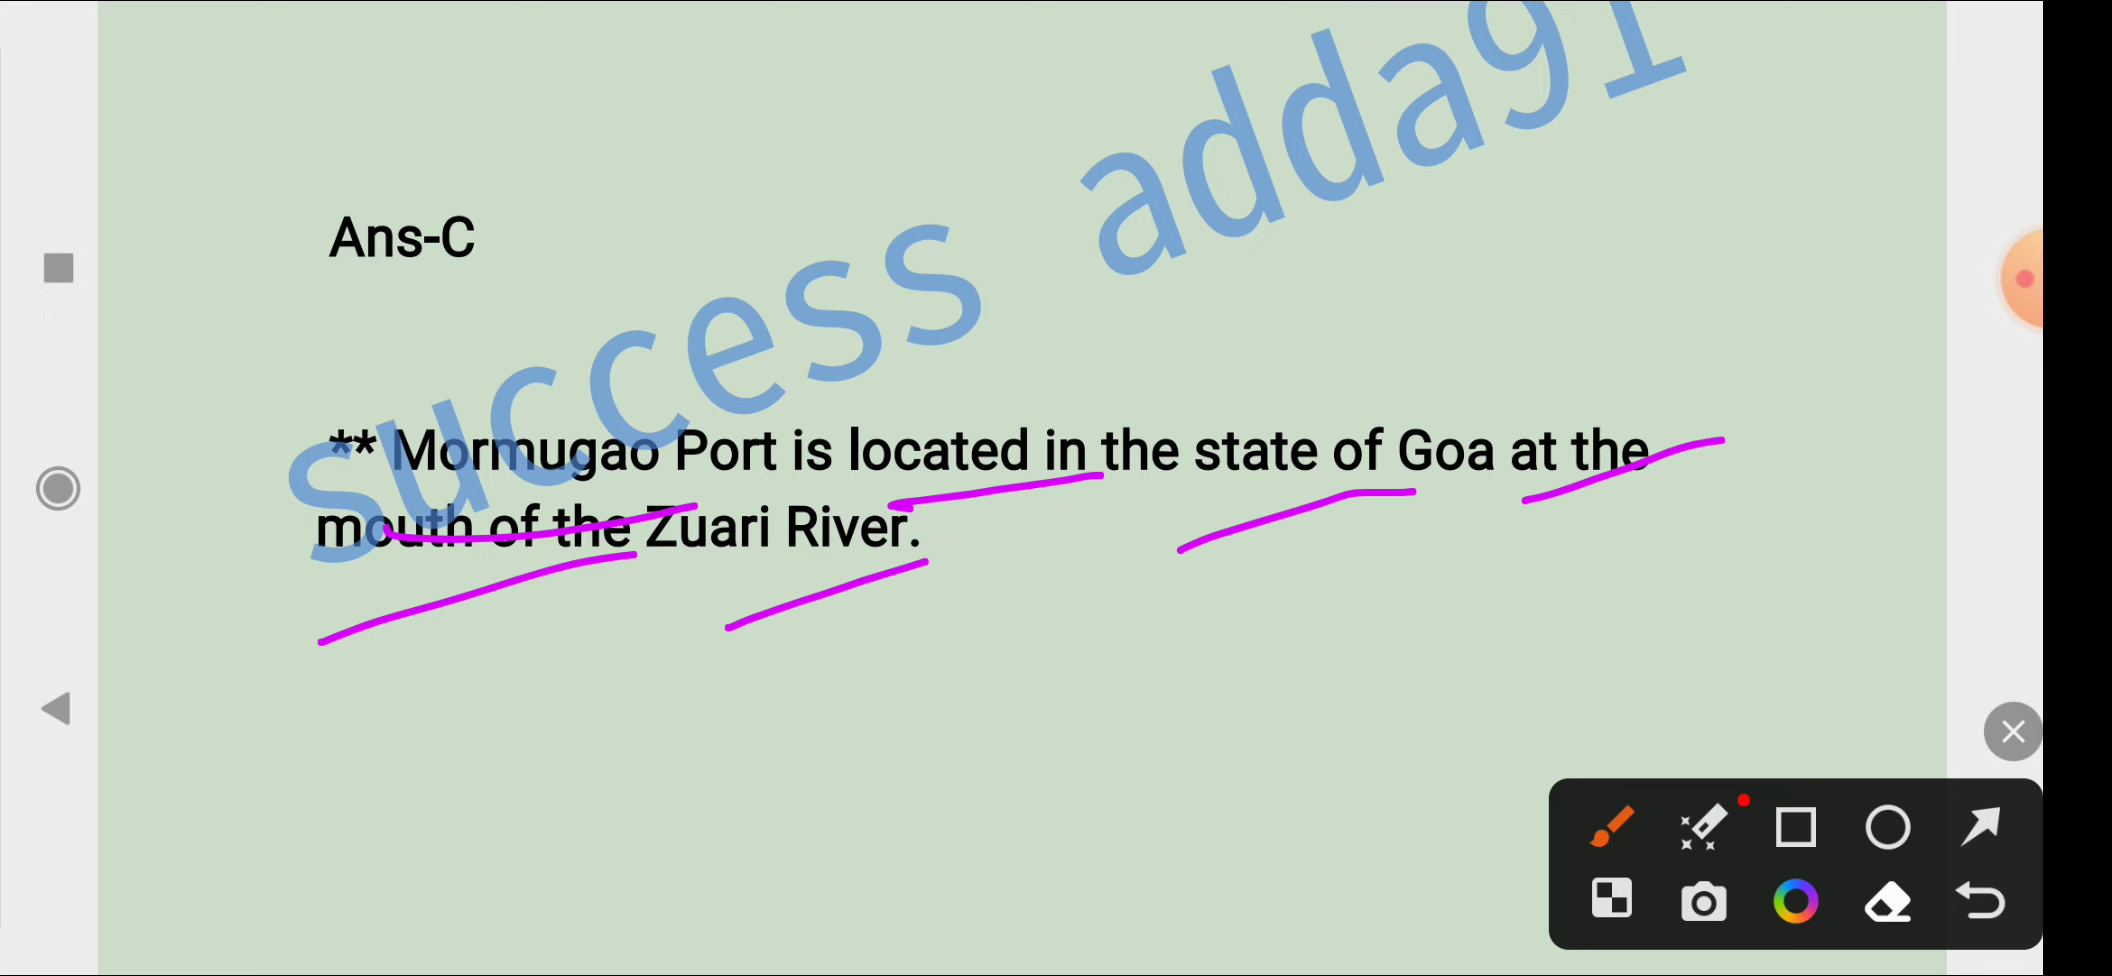 success adda91
Ans-C
** Mormugao Port is located in the state of Goa at the
mouth of the Zuari River.